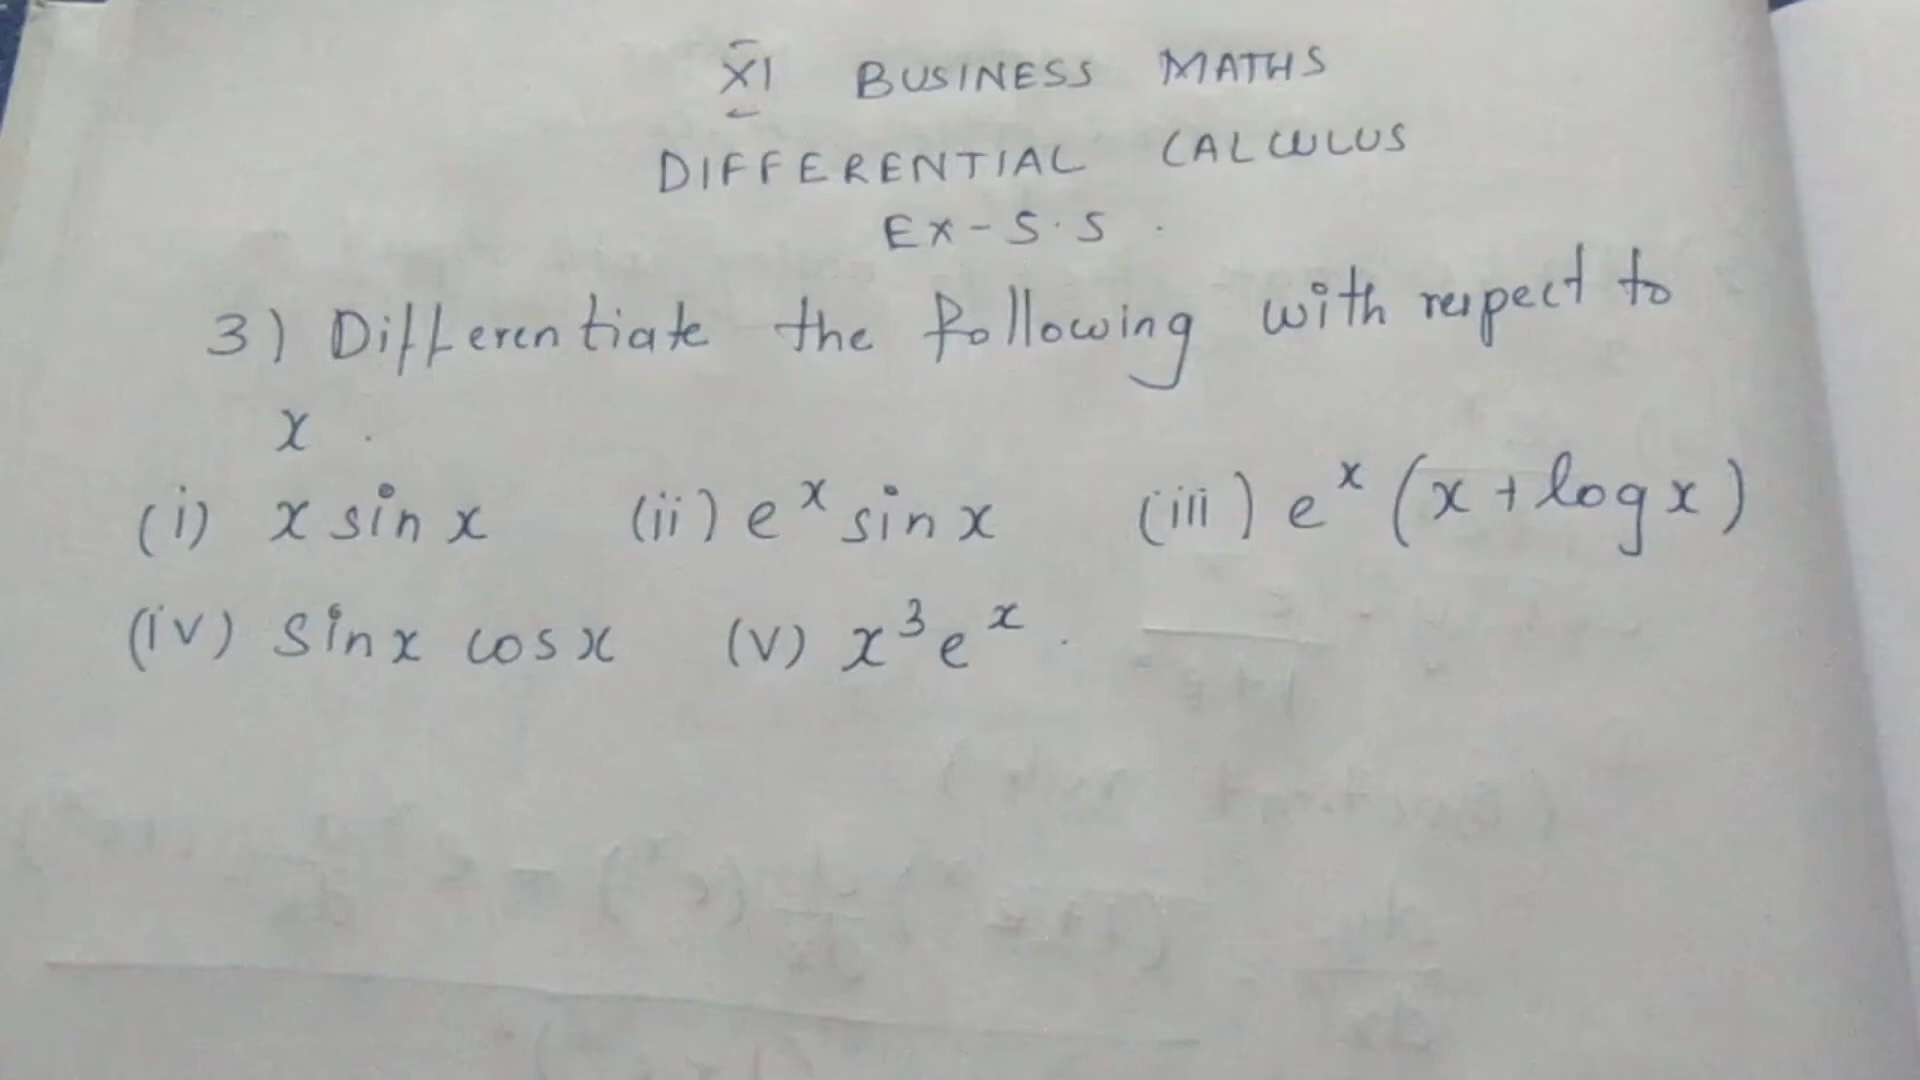 XI BUSINESS MATHS
DIFFERENTIAL CALCULUS
EX-5.5.
3) Differentiate the following with respect to
x.
(i) x sin x (ii) e^x sin x (iii) e^x (x + log x)
(iv) sin x cos x (v) x^3 e^x.